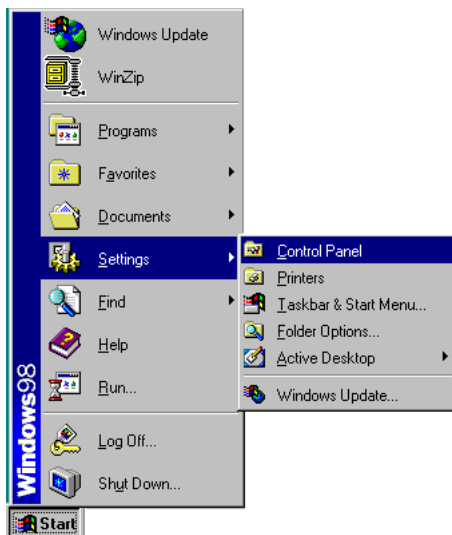 Windows Update
WinZip
Programs
Favorites
Documents
Settings
Find
Help
Run...
Log Off...
Shut Down...
Control Panel
Printers
Taskbar & Start Menu...
Folder Options...
Active Desktop
Windows Update...
Windows98
Start